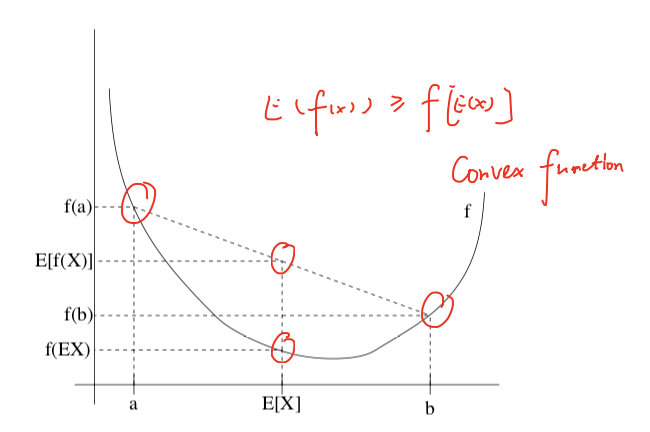 E(f(x)) ≥ f[E(x)]
Convex function
f
f(a)
E[f(X)]
f(b)
f(EX)
a
E[X]
b